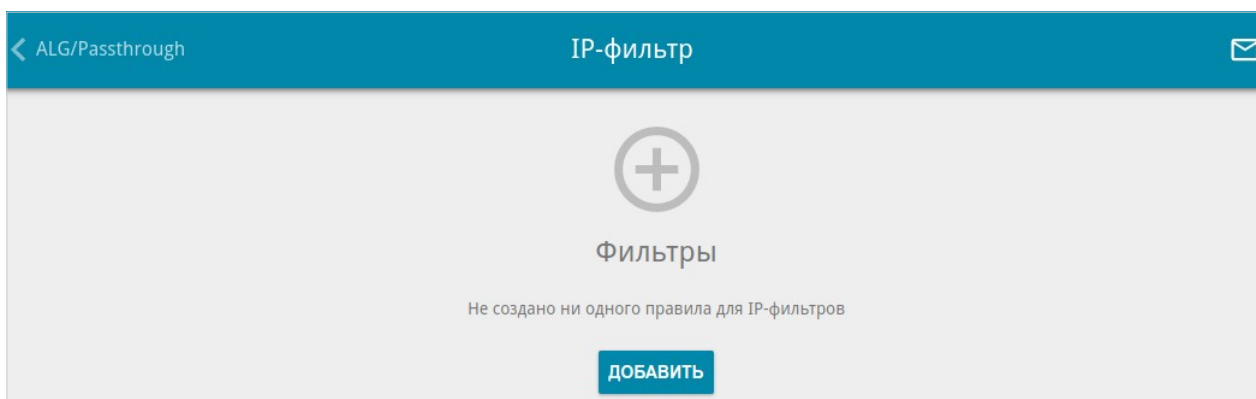 ALG/Passthrough
IP-фильтр
Фильтры
Не создано ни одного правила для IP-фильтров
ДОБАВИТЬ